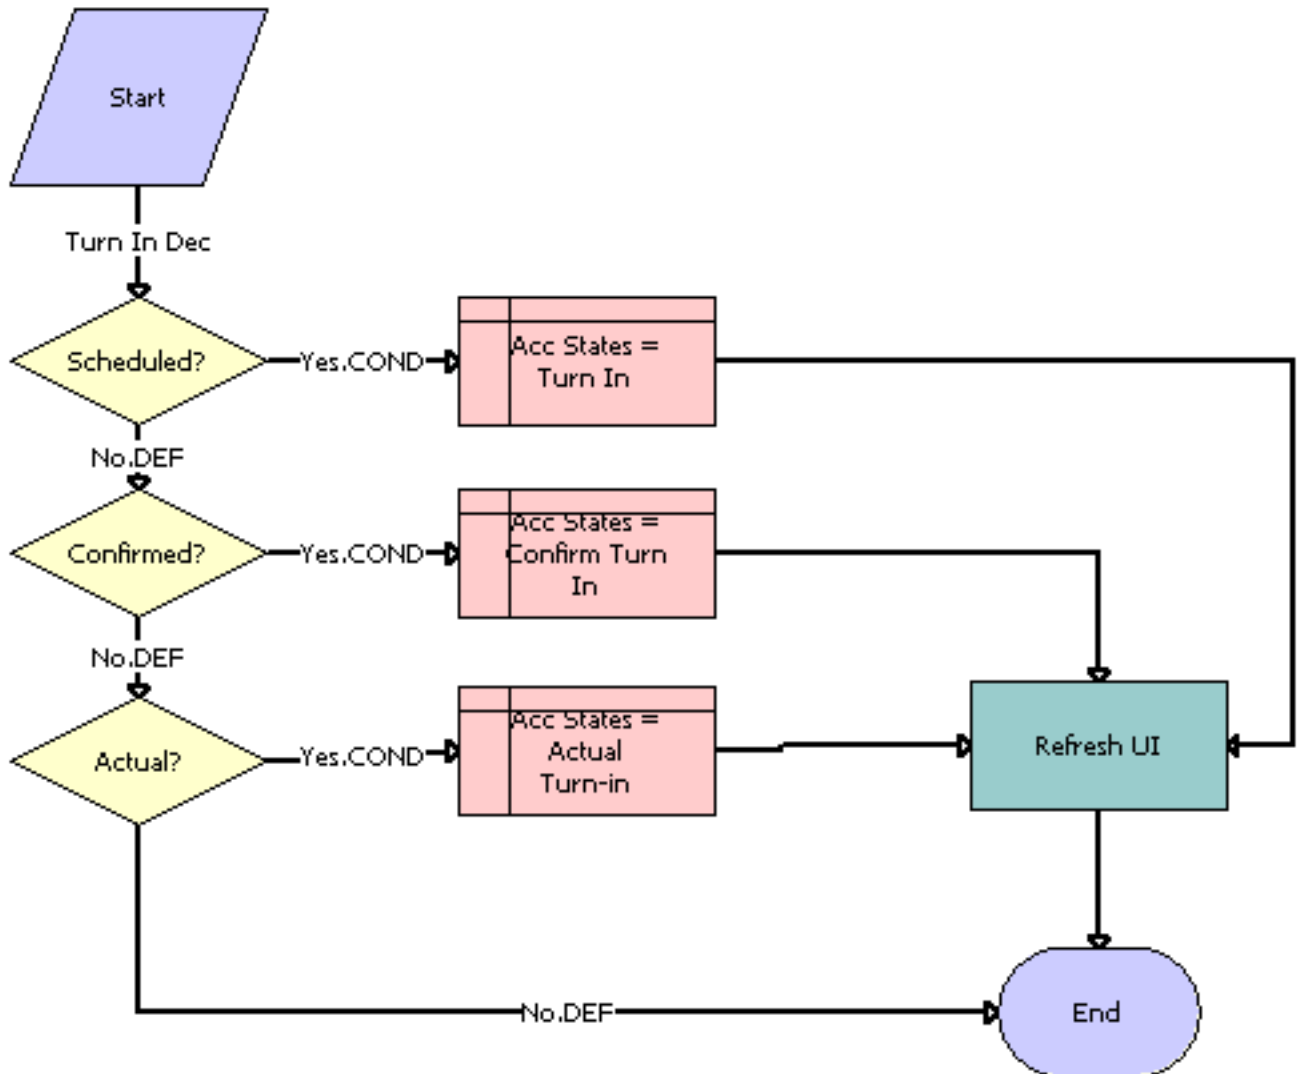 Start
Turn In Dec
Scheduled?
Yes.COND
Acc States =
Turn In
No.DEF
Confirmed?
Yes.COND
Acc States =
Confirm Turn
In
No.DEF
Actual?
Yes.COND
Acc States =
Actual
Turn-in
Refresh UI
No.DEF
End